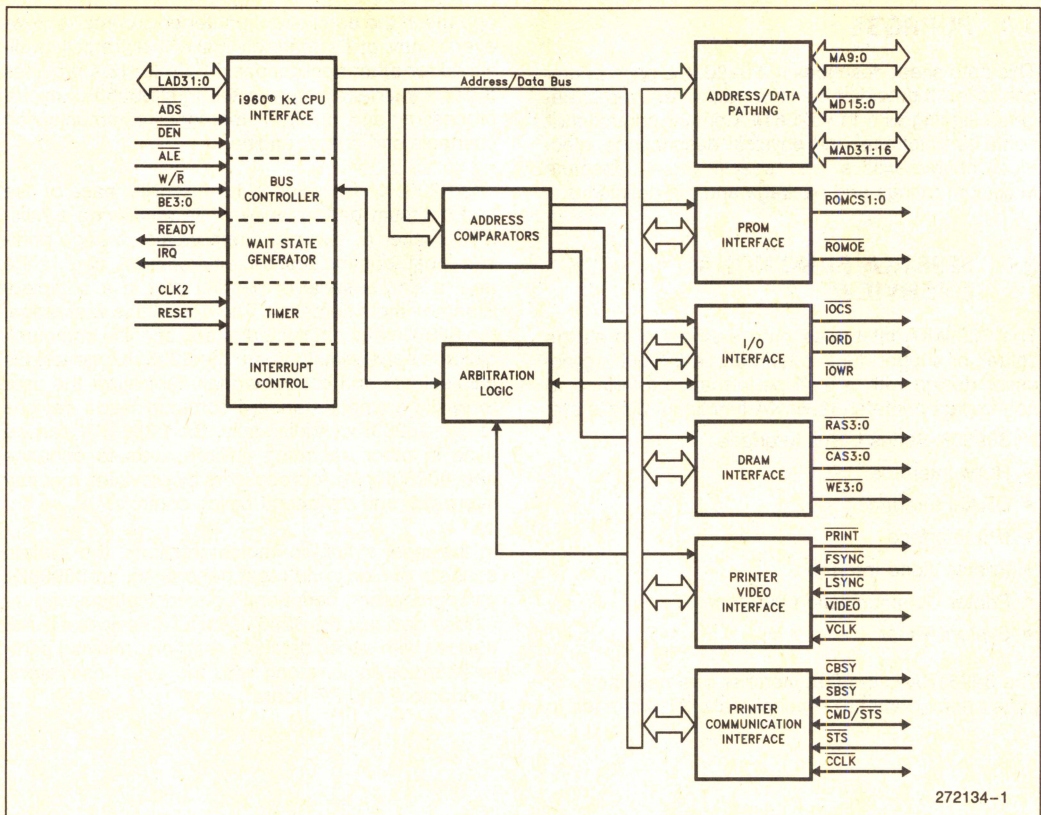 LAD31:0
ADS
DEN
ALE
W/R
BE3:0
READY
IRQ
CLK2
RESET
i960® Kx CPU
INTERFACE
BUS
CONTROLLER
WAIT STATE
GENERATOR
TIMER
INTERRUPT
CONTROL
Address/Data Bus
ADDRESS
COMPARATORS
ARBITRATION
LOGIC
ADDRESS/DATA
PATHING
MA9:0
MD15:0
MAD31:16
PROM
INTERFACE
ROMCS1:0
ROMOE
I/O
INTERFACE
IOCS
IORD
IOWR
DRAM
INTERFACE
RAS3:0
CAS3:0
WE3:0
PRINTER
VIDEO
INTERFACE
PRINT
FSYNC
LSYNC
VIDEO
VCLK
PRINTER
COMMUNICATION
INTERFACE
CBSY
SBSY
CMD/STS
STS
CCLK
272134-1